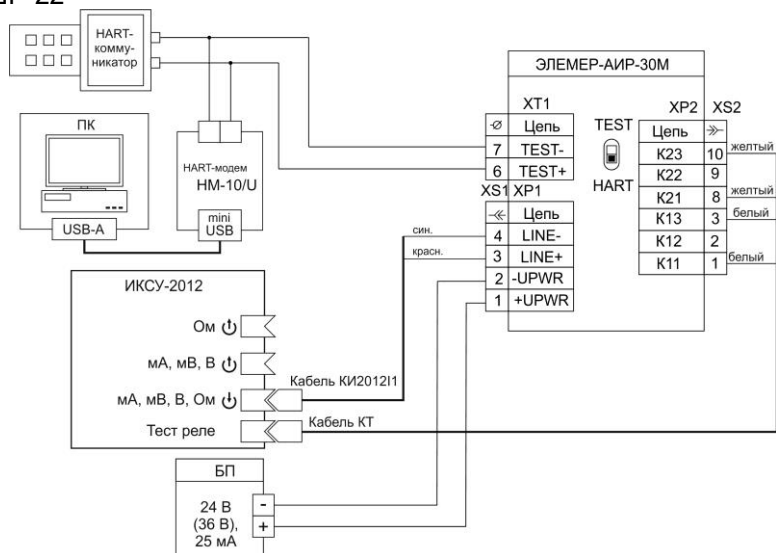 HART-
комму-
никатор
ПК
USB-A
HART-модем
HM-10/U
mini
USB
ЭЛЕМЕР-АИР-30М
XT1
Ø Цепь
7 TEST-
6 TEST+
XS1 XP1
Цепь
4 LINE-
3 LINE+
2 -UPWR
1 +UPWR
син.
красн.
TEST
HART
XP2 XS2
Цепь
K23 10 желтый
K22 9
K21 8 желтый
K13 3 белый
K12 2
K11 1 белый
ИКСУ-2012
Ом
мА, мВ, В
мА, мВ, В, Ом
Тест реле
Кабель КИ2012I1
Кабель КТ
БП
24 В
(36 В),
25 мА
-
+